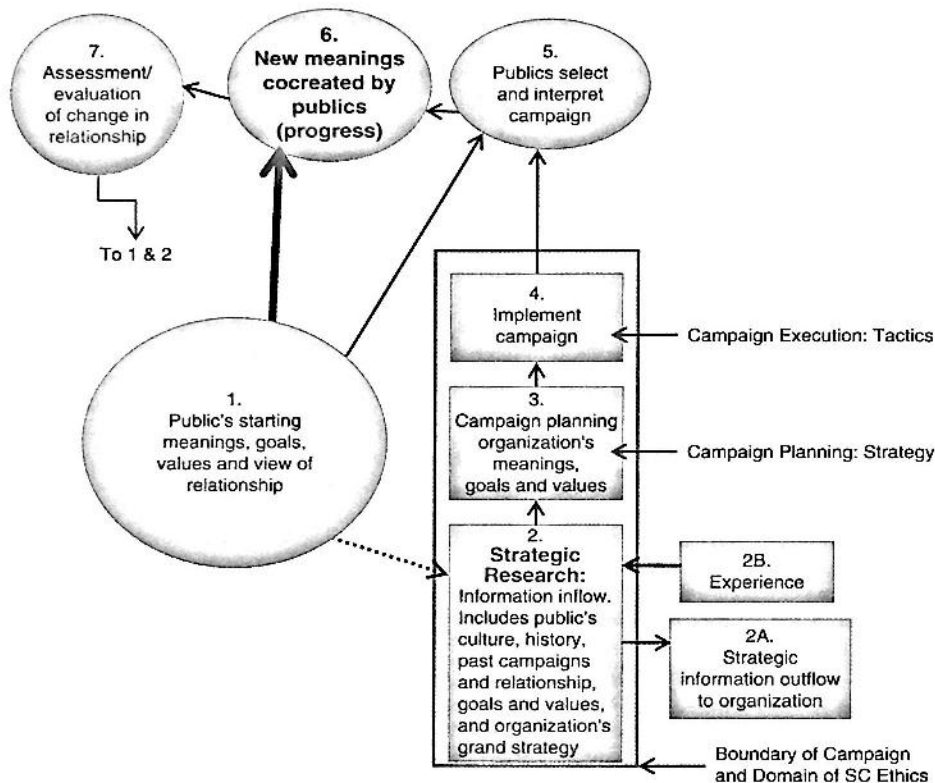 7.
Assessment/
evaluation
of change in
relationship
6.
New meanings
cocreated by
publics
(progress)
5.
Publics select
and interpret
campaign
To 1 & 2
1.
Public's starting
meanings, goals,
values and view of
relationship
4.
Implement
campaign
Campaign Execution: Tactics
3.
Campaign planning
organization's
meanings,
goals and values
Campaign Planning: Strategy
2.
Strategic
Research:
Information inflow.
Includes public's
culture, history,
past campaigns
and relationship,
goals and values,
and organization's
grand strategy
2B.
Experience
2A.
Strategic
information outflow
to organization
Boundary of Campaign
and Domain of SC Ethics